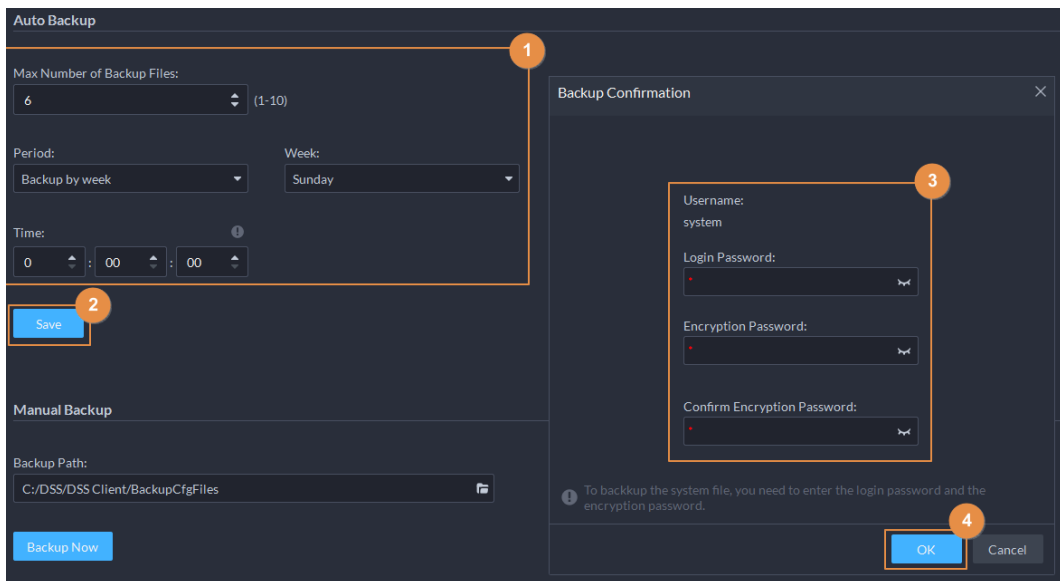 Auto Backup
1
Max Number of Backup Files:
6 (1-10)
Period: Week:
Backup by week Sunday
Time:
0 : 00 : 00
2
Save
Manual Backup
Backup Path:
C:/DSS/DSS Client/BackupCfgFiles
Backup Now
Backup Confirmation
3
Username:
system
Login Password:
*
Encryption Password:
*
Confirm Encryption Password:
*
To backkup the system file, you need to enter the login password and the
encryption password.
4
OK Cancel